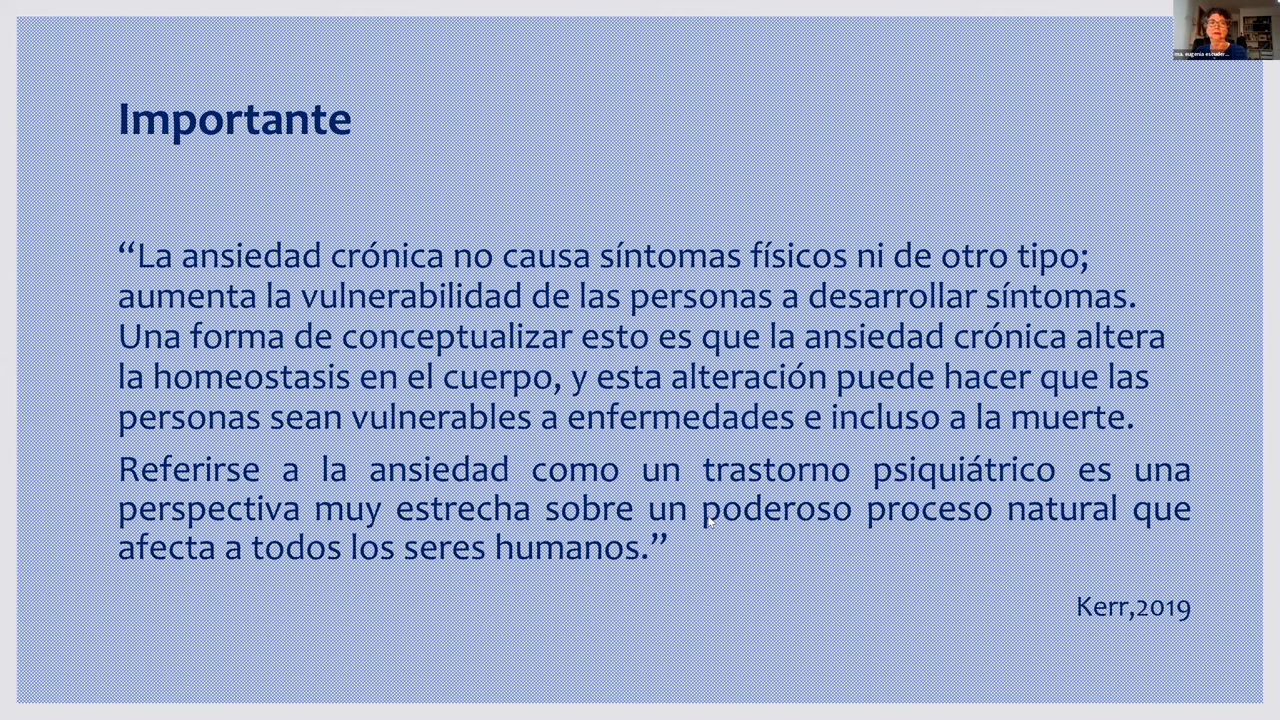 ma. eugenia escuder...
Importante
“La ansiedad crónica no causa síntomas físicos ni de otro tipo;
aumenta la vulnerabilidad de las personas a desarrollar síntomas.
Una forma de conceptualizar esto es que la ansiedad crónica altera
la homeostasis en el cuerpo, y esta alteración puede hacer que las
personas sean vulnerables a enfermedades e incluso a la muerte.
Referirse a la ansiedad como un trastorno psiquiátrico es una
perspectiva muy estrecha sobre un poderoso proceso natural que
afecta a todos los seres humanos.”
Kerr,2019